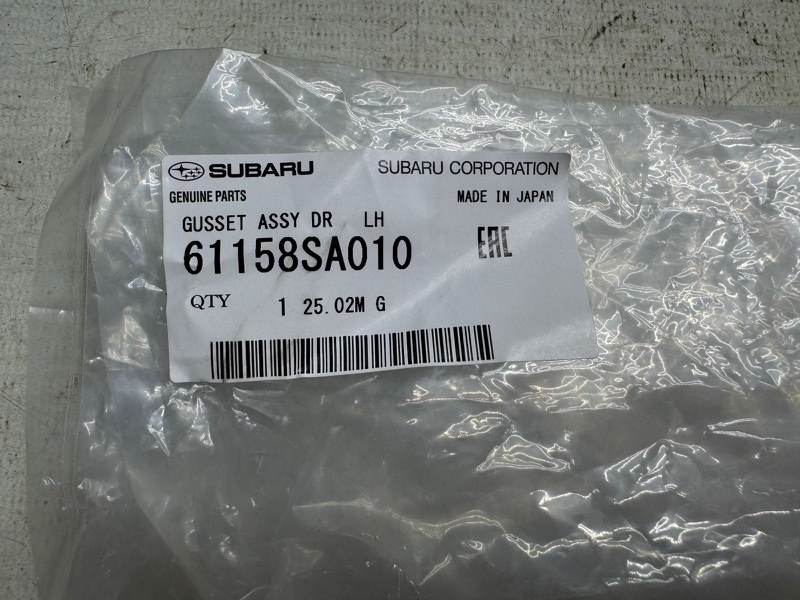 SUBARU SUBARU CORPORATION
GENUINE PARTS MADE IN JAPAN
GUSSET ASSY DR LH
61158SA010 EAC
QTY 1 25.02M G